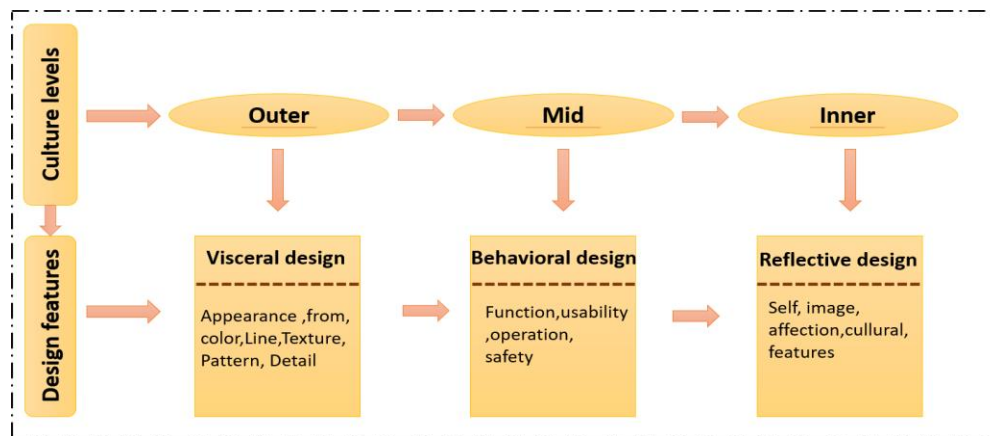 Culture levels
Outer
Mid
Inner
Design features
Visceral design
Appearance ,from,
color,Line,Texture,
Pattern, Detail
Behavioral design
Function,usability
,operation,
safety
Reflective design
Self, image,
affection,cullural,
features